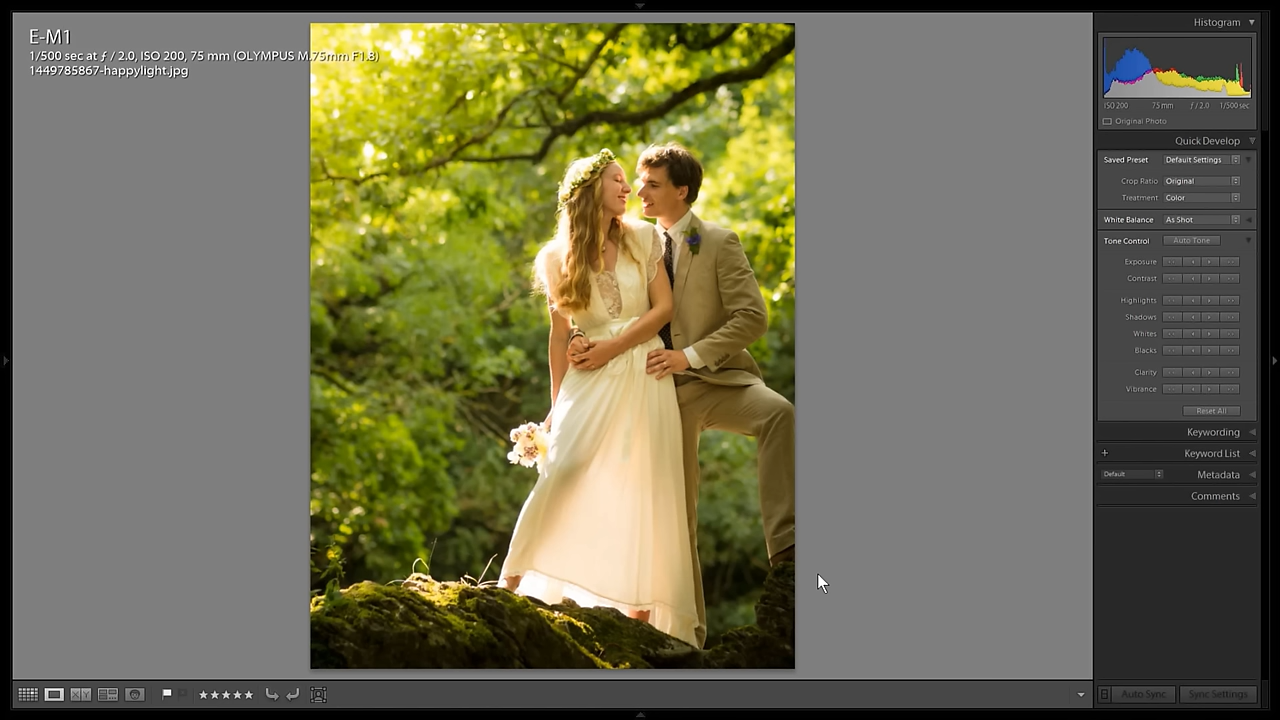 E-M1
1/500 sec at ƒ / 2.0, ISO 200, 75 mm (OLYMPUS M.75mm F1.8)
1449785867-happylight.jpg
Histogram
ISO 200 75 mm ƒ / 2.0 1/500 sec
Original Photo
Quick Develop
Saved Preset Default Settings
Crop Ratio Original
Treatment Color
White Balance As Shot
Tone Control Auto Tone
Exposure
Contrast
Highlights
Shadows
Whites
Blacks
Clarity
Vibrance
Reset All
Keywording
+ Keyword List
Default Metadata
Comments
X Y
Auto Sync Sync Settings